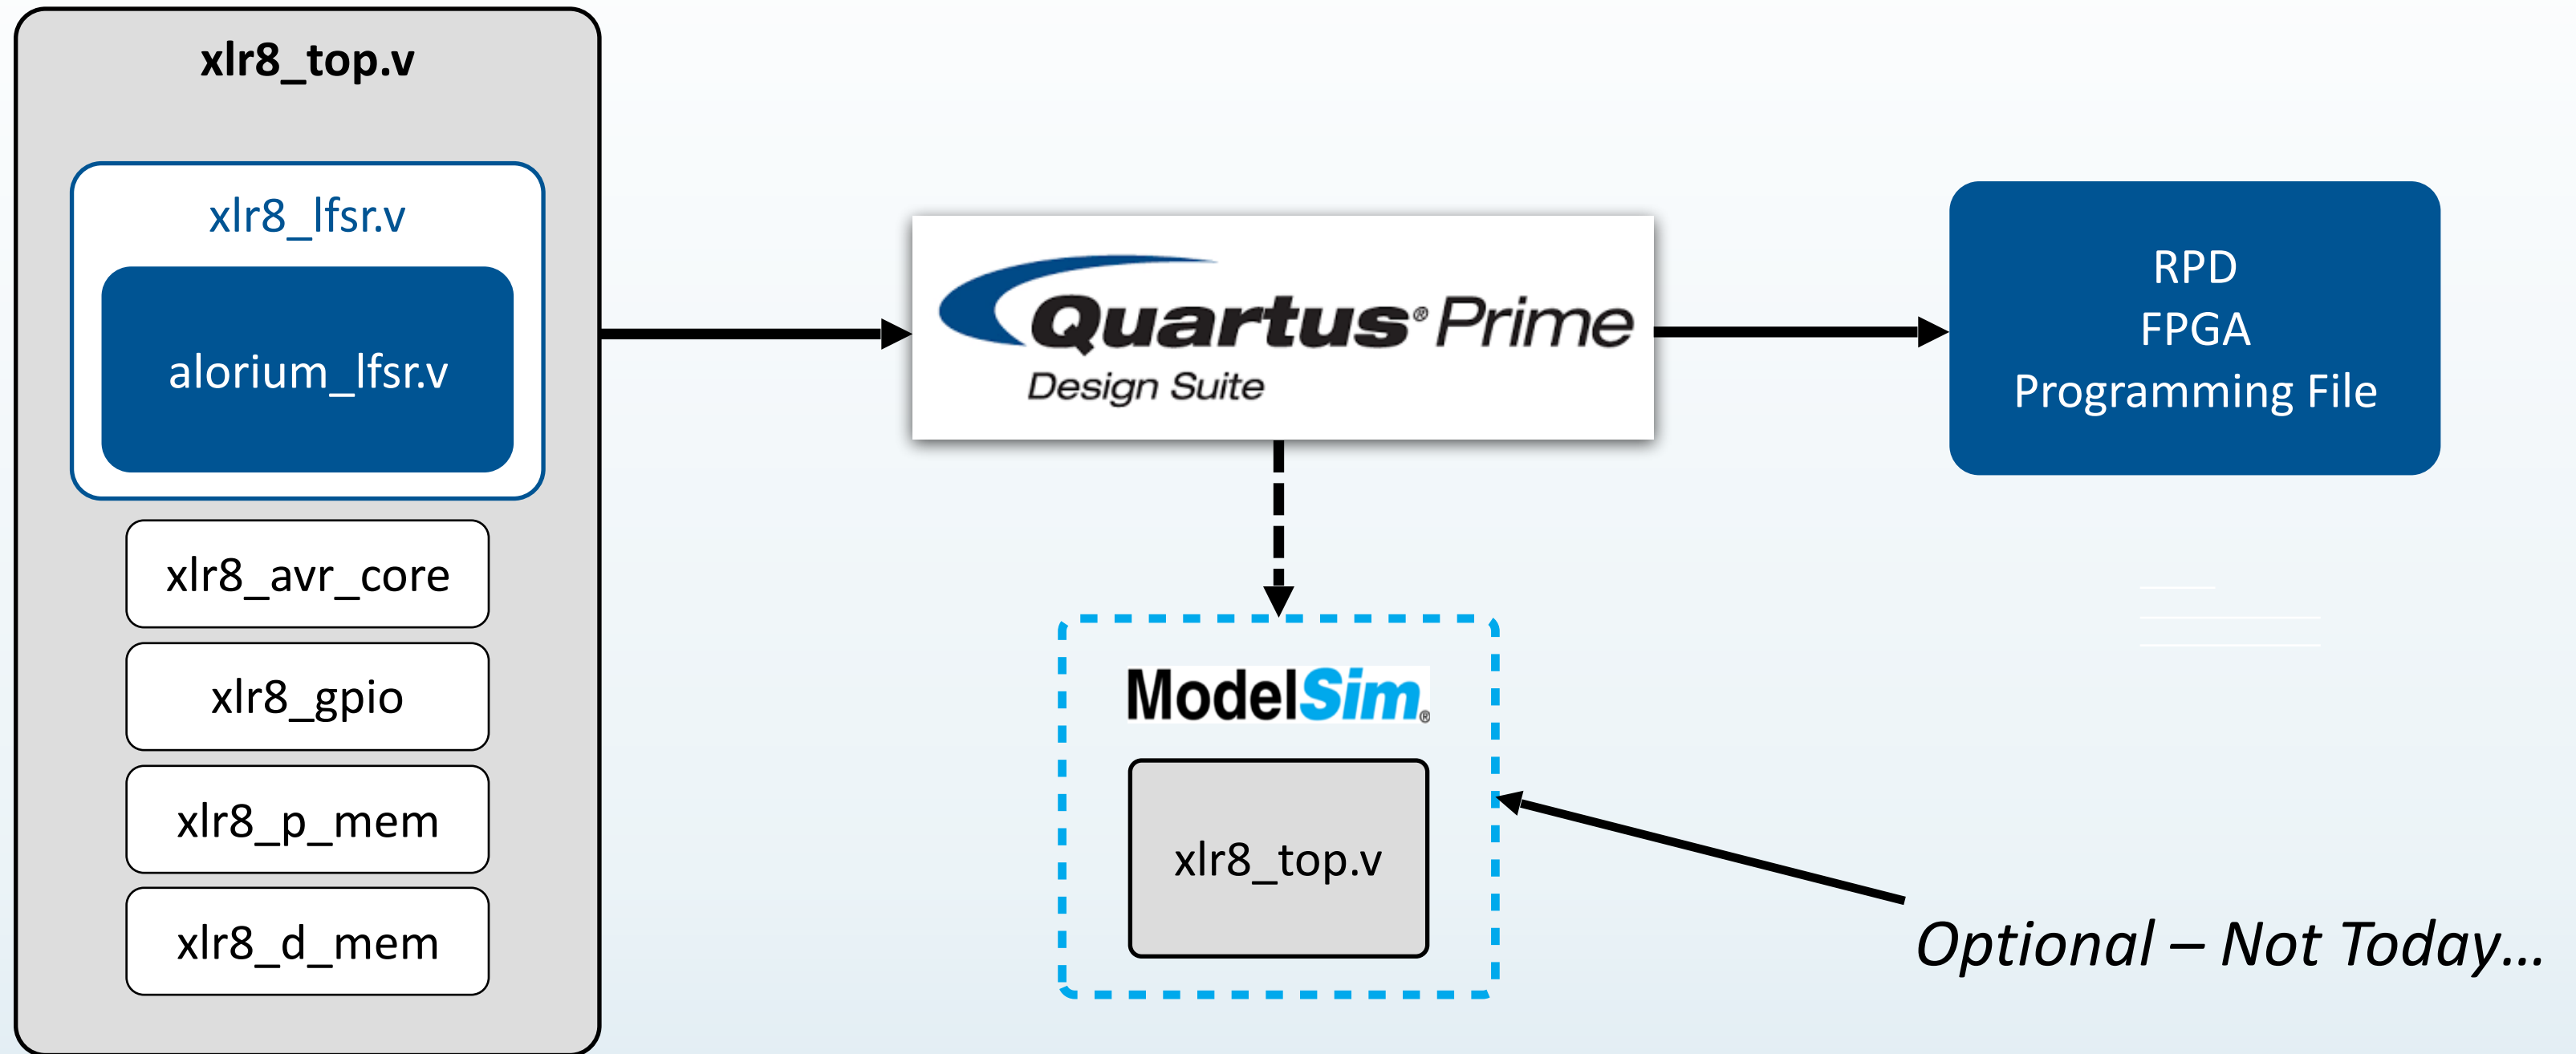 xlr8_top.v
xlr8_lfsr.v
alorium_lfsr.v
xlr8_avr_core
xlr8_gpio
xlr8_p_mem
xlr8_d_mem
Quartus® Prime
Design Suite
RPD
FPGA
Programming File
ModelSim®
xlr8_top.v
Optional – Not Today...